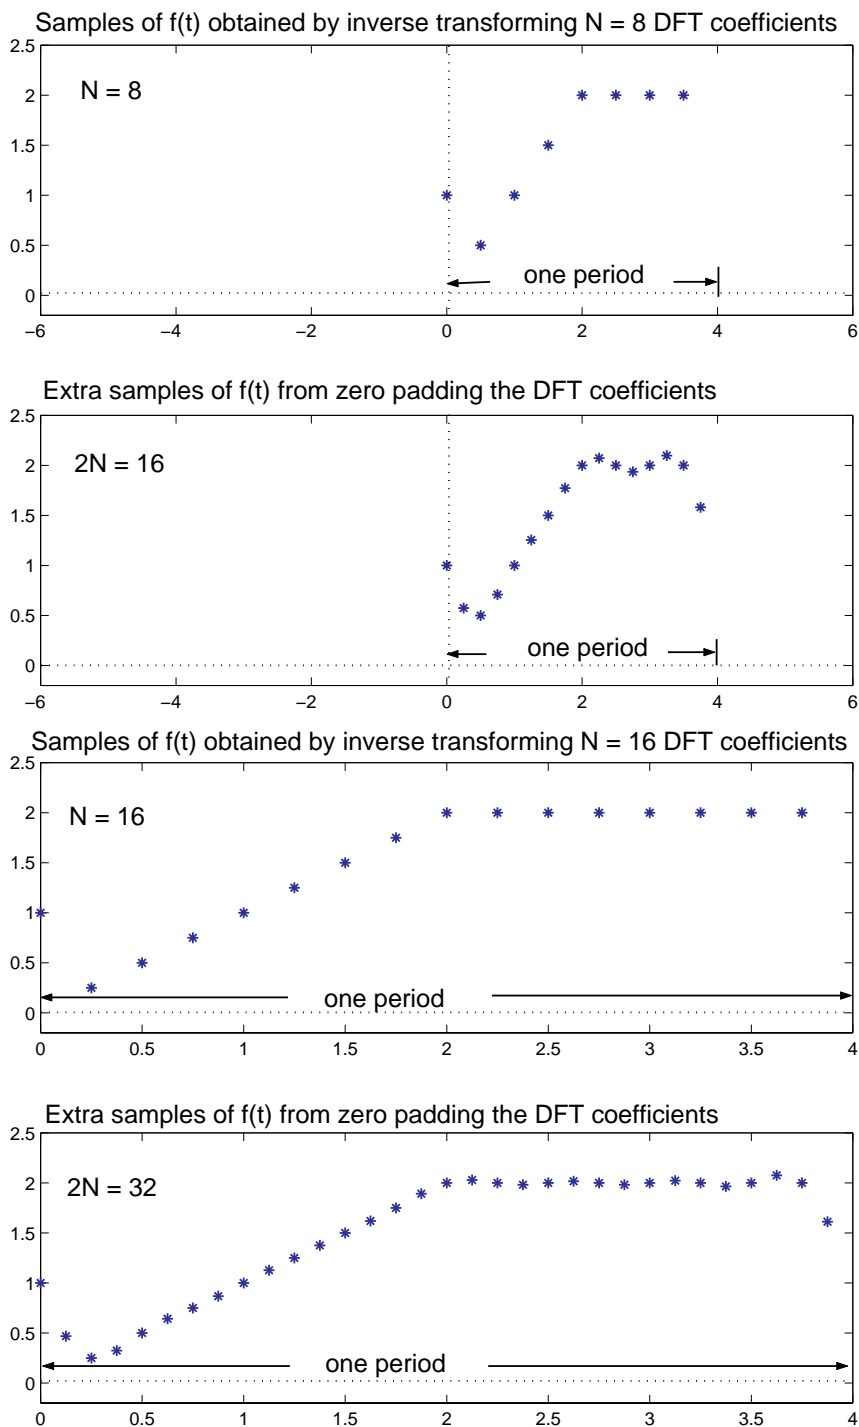 Samples of f(t) obtained by inverse transforming N = 8 DFT coefficients
2.5
N = 8
2
1.5
1
0.5
one period
0
−6 −4 −2 0 2 4 6
Extra samples of f(t) from zero padding the DFT coefficients
2.5
2N = 16
2
1.5
1
0.5
one period
0
−6 −4 −2 0 2 4 6
Samples of f(t) obtained by inverse transforming N = 16 DFT coefficients
2.5
N = 16
2
1.5
1
0.5
one period
0
0 0.5 1 1.5 2 2.5 3 3.5 4
Extra samples of f(t) from zero padding the DFT coefficients
2.5
2N = 32
2
1.5
1
0.5
one period
0
0 0.5 1 1.5 2 2.5 3 3.5 4